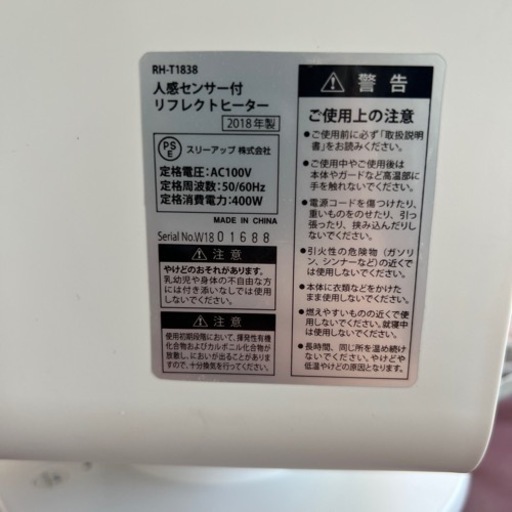 RH-T1838
人感センサー付
リフレクトヒーター
2018年製
PSE
スリーアップ 株式会社
定格電圧：AC100V
定格周波数：50/60Hz
定格消費電力：400W
MADE IN CHINA
Serial No.W1801688
注意
やけどのおそれがあります。
乳幼児や身体の不自由な方
には付き添いなしでは使用
しないでください。
注意
使用初期段階において、揮発性有機
化合物およびカルボニル化合物が
放散し、においが出ることがありま
すので、十分換気を行ってください。
警告
ご使用上の注意
●ご使用前に必ず「取扱説明
書」をお読みください。
●ご使用中やご使用後は
本体やガードなど高温部に
手を触れないでください。
●電源コードを傷つけたり、
重いものをのせたり、引っ
張ったり、挟み込んだりし
ないでください。
●引火性の危険物（ガソリ
ン、シンナーなど）の近くで
は使用しないでください。
●本体に衣類などをかけた
まま使用しないでください。
●燃えやすいものの近くで使
用しないでください。就寝中
は使用しないでください。
●長時間、同じ所を温め続け
ないでください。やけどや
低温やけどの原因となります。